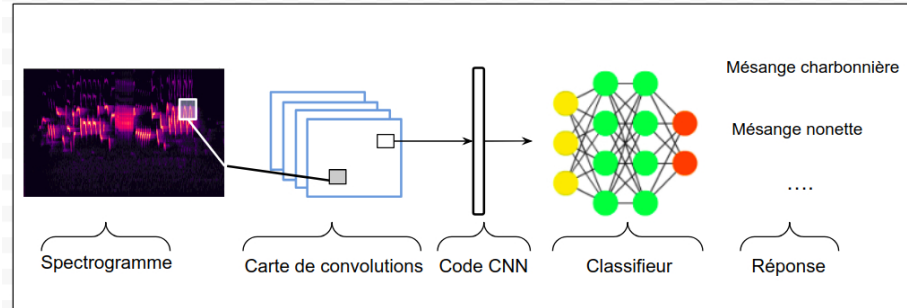 Mésange charbonnière
Mésange nonette
....
Spectrogramme
Carte de convolutions
Code CNN
Classifieur
Réponse